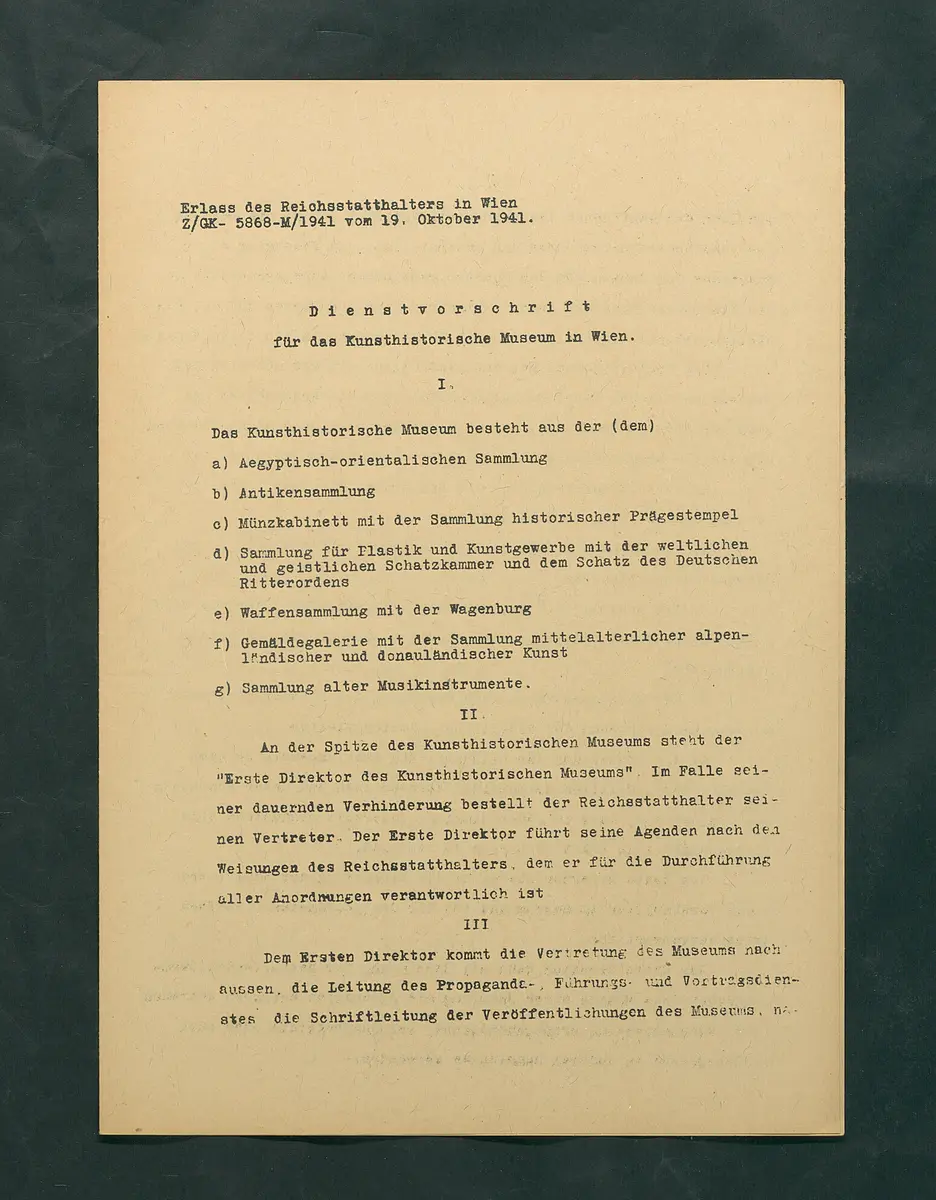 Erlass des Reichsstatthalters in Wien
Z/GK- 5868-M/1941 vom 19. Oktober 1941.
Dienstvorschrift
für das Kunsthistorische Museum in Wien.
I.
Das Kunsthistorische Museum besteht aus der (dem)
a) Aegyptisch-orientalischen Sammlung
b) Antikensammlung
c) Münzkabinett mit der Sammlung historischer Prägestempel
d) Sammlung für Plastik und Kunstgewerbe mit der weltlichen
und geistlichen Schatzkammer und dem Schatz des Deutschen
Ritterordens
e) Waffensammlung mit der Wagenburg
f) Gemäldegalerie mit der Sammlung mittelalterlicher alpen-
ländischer und donauländischer Kunst
g) Sammlung alter Musikinstrumente.
II.
An der Spitze des Kunsthistorischen Museums steht der
"Erste Direktor des Kunsthistorischen Museums". Im Falle sei-
ner dauernden Verhinderung bestellt der Reichsstatthalter sei-
nen Vertreter. Der Erste Direktor führt seine Agenden nach den
Weisungen des Reichsstatthalters, dem er für die Durchführung
aller Anordnungen verantwortlich ist
III
Dem Ersten Direktor kommt die Vertretung des Museums nach
aussen, die Leitung des Propaganda-, Führungs- und Vortragsdien-
stes die Schriftleitung der Veröffentlichungen des Museums, na-